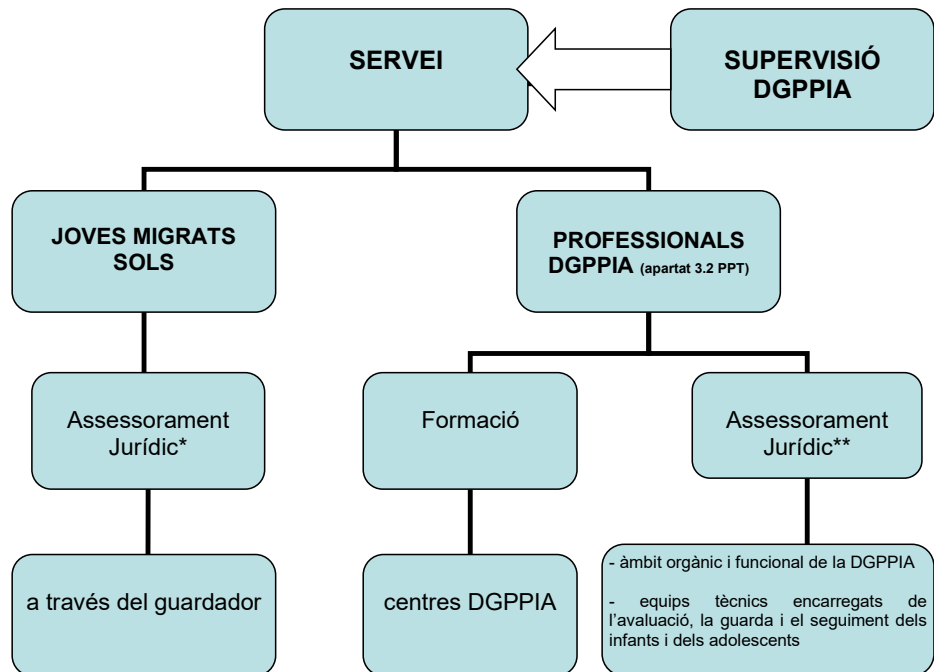 SERVEI
SUPERVISIÓ
DGPPIA
JOVES MIGRATS
SOLS
PROFESSIONALS
DGPPIA (apartat 3.2 PPT)
Assessorament
Jurídic*
Formació
Assessorament
Jurídic**
a través del guardador
centres DGPPIA
- àmbit orgànic i funcional de la DGPPIA
- equips tècnics encarregats de
l’avaluació, la guarda i el seguiment dels
infants i dels adolescents